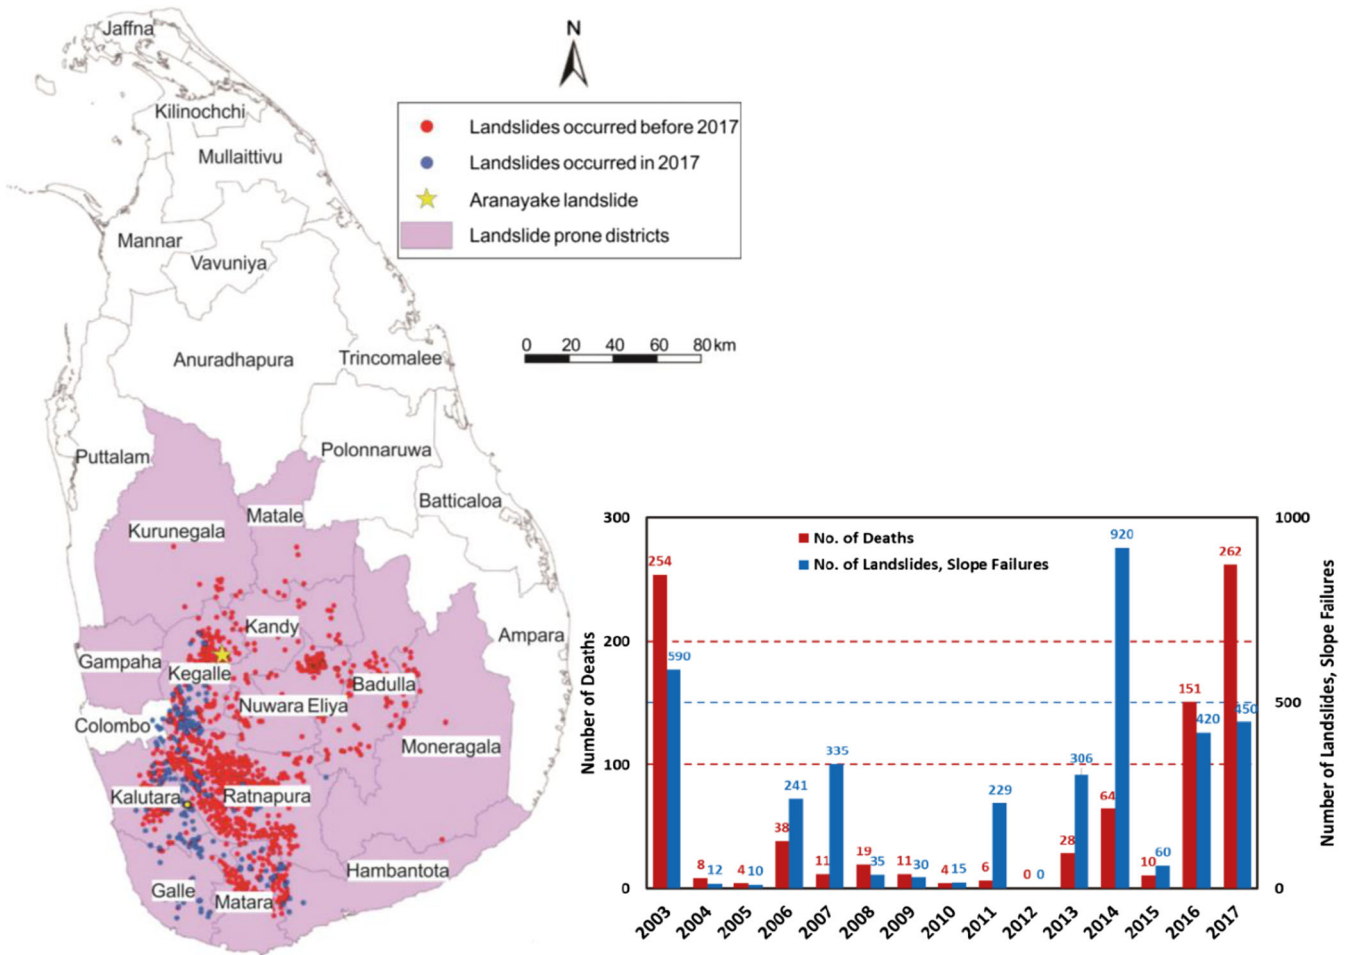 Jaffna
Kilinochchi
Mullaittivu
Mannar
Vavuniya
Anuradhapura
Trincomalee
Puttalam
Polonnaruwa
Batticaloa
Kurunegala
Matale
Kandy
Ampara
Gampaha
Kegalle
Badulla
Nuwara Eliya
Colombo
Moneragala
Kalutara
Ratnapura
Hambantota
Galle
Matara
N
Landslides occurred before 2017
Landslides occurred in 2017
Aranayake landslide
Landslide prone districts
0 20 40 60 80 km
No. of Deaths
No. of Landslides, Slope Failures
Number of Deaths
300
200
100
0
254 590
8 12
4 10
38 241
11 335
19 35
11 30
4 15
6 229
0 0
28 306
64 920
10 60
151 420
262 450
1000
500
0
Number of Landslides, Slope Failures
2003 2004 2005 2006 2007 2008 2009 2010 2011 2012 2013 2014 2015 2016 2017